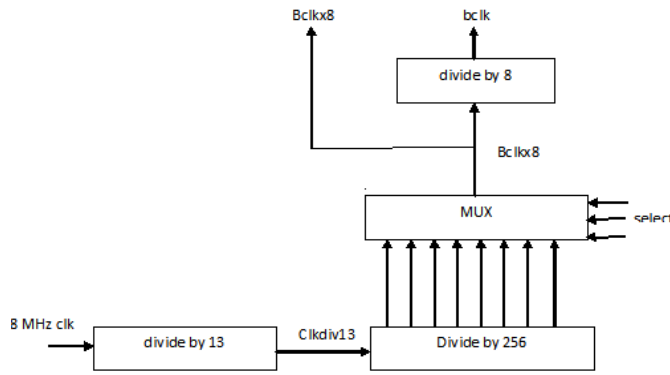 Bclkx8
bclk
divide by 8
Bclkx8
MUX
select
8 MHz clk
divide by 13
Clkdiv13
Divide by 256